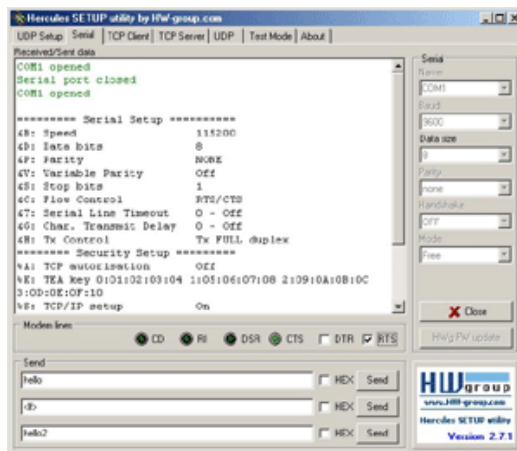 Hercules SETUP utility by HW-group.com
UDP Setup Serial TCP Client TCP Server UDP Test Mode About
Received/Sent data
COM1 opened
Serial port closed
COM1 opened
========= Serial Setup ==========
&B: Speed 115200
&D: Data bits 8
&P: Parity NONE
&V: Variable Parity Off
&S: Stop bits 1
&C: Flow Control RTS/CTS
&T: Serial Line Timeout 0 - Off
&G: Char. Transmit Delay 0 - Off
&H: Tx Control Tx FULL duplex
======== Security Setup ========
%A: TCP autorisation Off
%K: TEA key 0:01:02:03:04 1:05:06:07:08 2:09:0A:0B:0C
3:0D:0E:0F:10
%S: TCP/IP setup On
Modem lines
CD RI DSR CTS DTR RTS
Send
hello HEX Send
HEX Send
hello2 HEX Send
Serial
Name
COM1
Baud
9600
Data size
8
Parity
none
Handshake
OFF
Mode
Free
Close
HWg FW update
HWgroup
www.HW-group.com
Hercules SETUP utility
Version 2.7.1